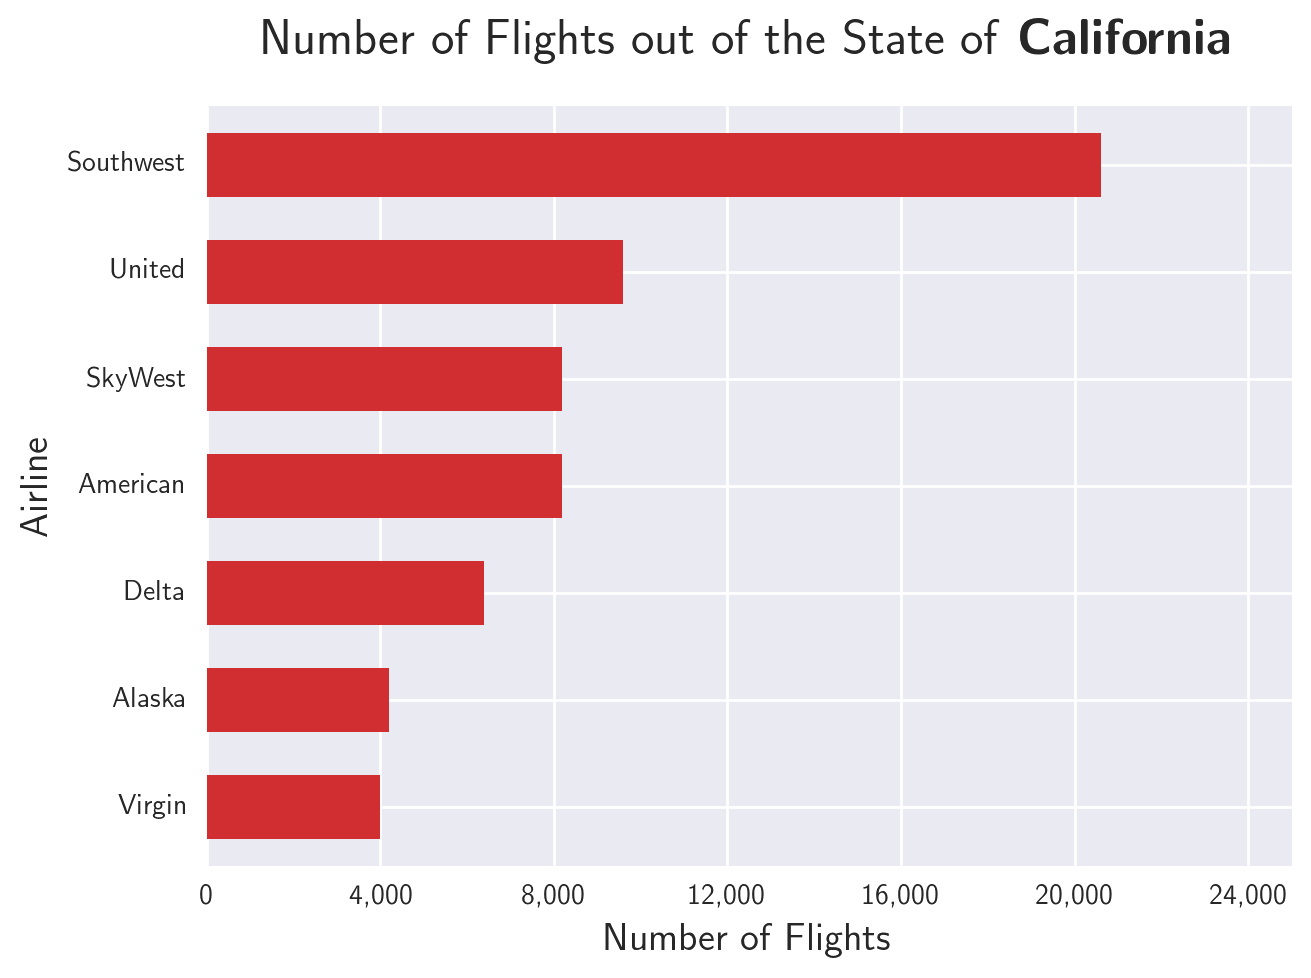 Number of Flights out of the State of California
Southwest
United
SkyWest
American
Delta
Alaska
Virgin
Airline
0 4,000 8,000 12,000 16,000 20,000 24,000
Number of Flights